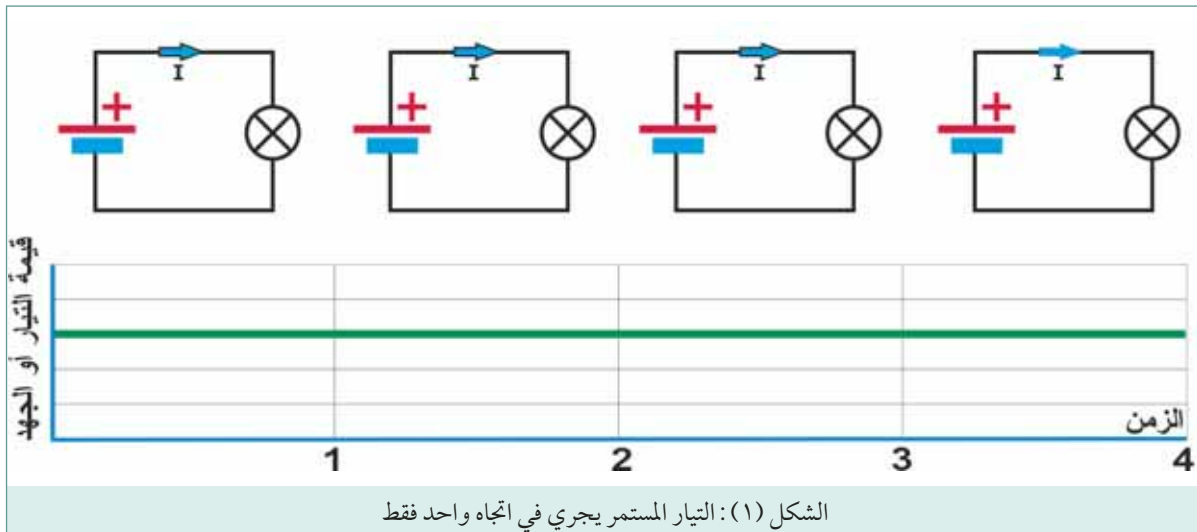 I I I I
+ + + +
قيمة التيار أو الجهد
الزمن
1 2 3 4
الشكل (١): التيار المستمر يجري في اتجاه واحد فقط